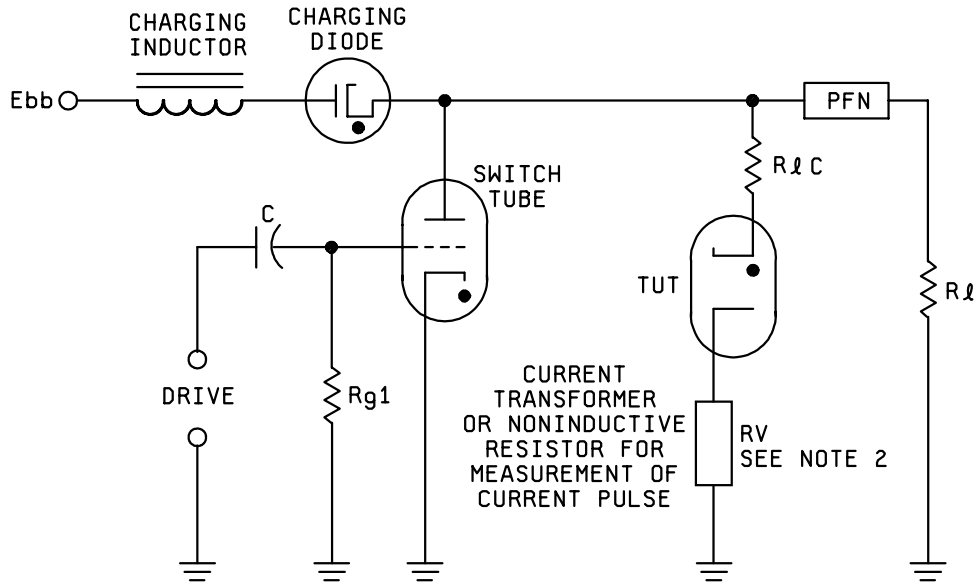 CHARGING
INDUCTOR
CHARGING
DIODE
Ebb
PFN
RℓC
SWITCH
TUBE
C
TUT
Rℓ
DRIVE
Rg1
CURRENT
TRANSFORMER
OR NONINDUCTIVE
RESISTOR FOR
MEASUREMENT OF
CURRENT PULSE
RV
SEE NOTE 2